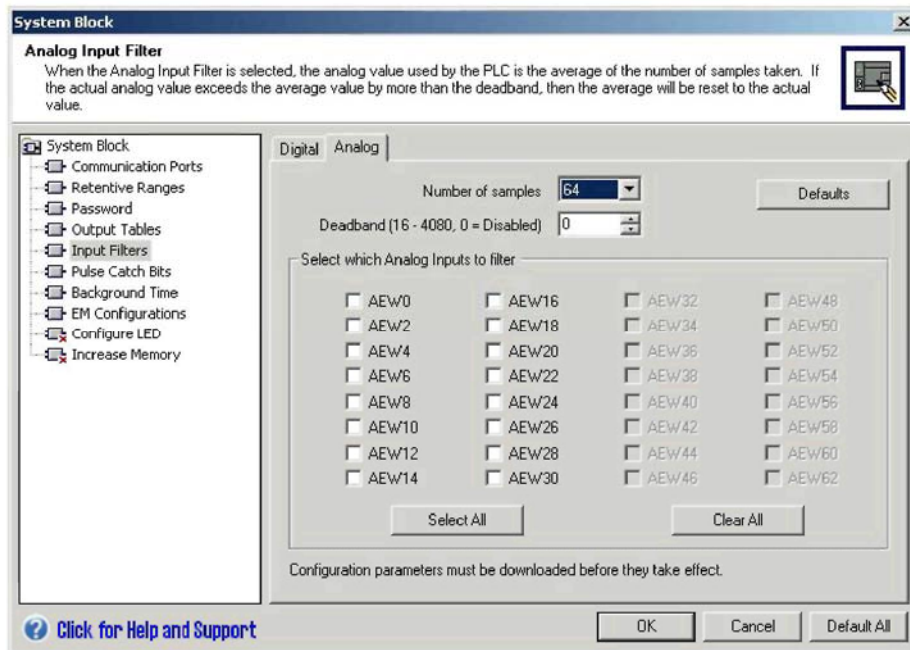 System Block
Analog Input Filter
When the Analog Input Filter is selected, the analog value used by the PLC is the average of the number of samples taken. If
the actual analog value exceeds the average value by more than the deadband, then the average will be reset to the actual
value.
System Block
Communication Ports
Retentive Ranges
Password
Output Tables
Input Filters
Pulse Catch Bits
Background Time
EM Configurations
Configure LED
Increase Memory
Digital Analog
Number of samples 64
Defaults
Deadband (16 - 4080, 0 = Disabled) 0
Select which Analog Inputs to filter
AEW0 AEW16 AEW32 AEW48
AEW2 AEW18 AEW34 AEW50
AEW4 AEW20 AEW36 AEW52
AEW6 AEW22 AEW38 AEW54
AEW8 AEW24 AEW40 AEW56
AEW10 AEW26 AEW42 AEW58
AEW12 AEW28 AEW44 AEW60
AEW14 AEW30 AEW46 AEW62
Select All Clear All
Configuration parameters must be downloaded before they take effect.
Click for Help and Support
OK Cancel Default All